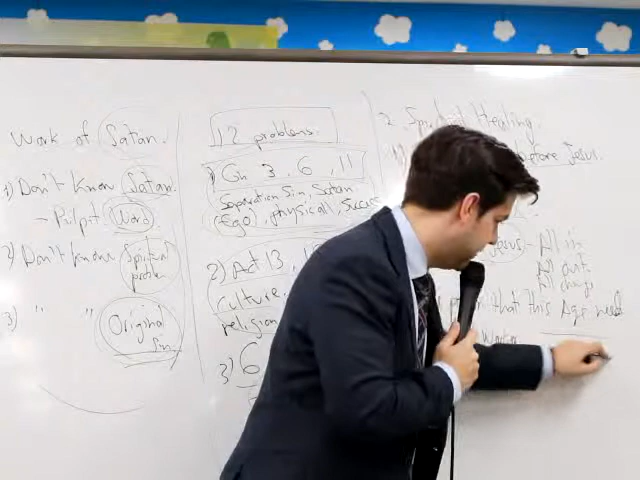 Work of Satan.
1) Don't know Satan.
- Pulpit Word
2) Don't know Spiritual
3) " " Original
Sin.
12 problems.
1) Gn 3, 6, 11
Separation Sin, Satan
(Ego), physical, Success
2) Act 13,
Culture
religion
3) 6
2. Spiritual Healing.
1) before Jesus.
Jesus - All in
All out
All change
that this Age need